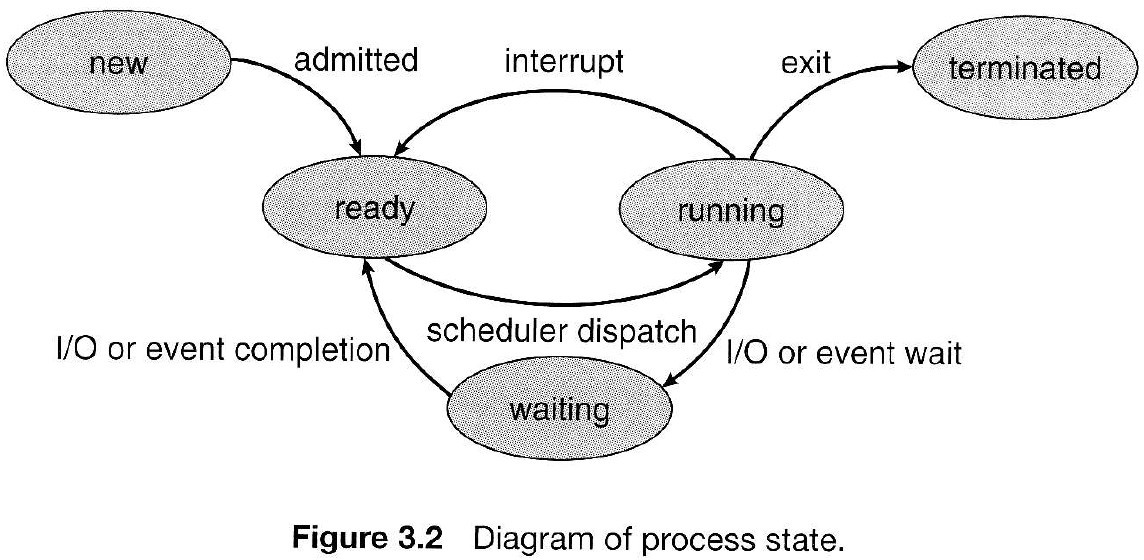 new
admitted
interrupt
exit
terminated
ready
running
scheduler dispatch
I/O or event completion
I/O or event wait
waiting
Figure 3.2 Diagram of process state.